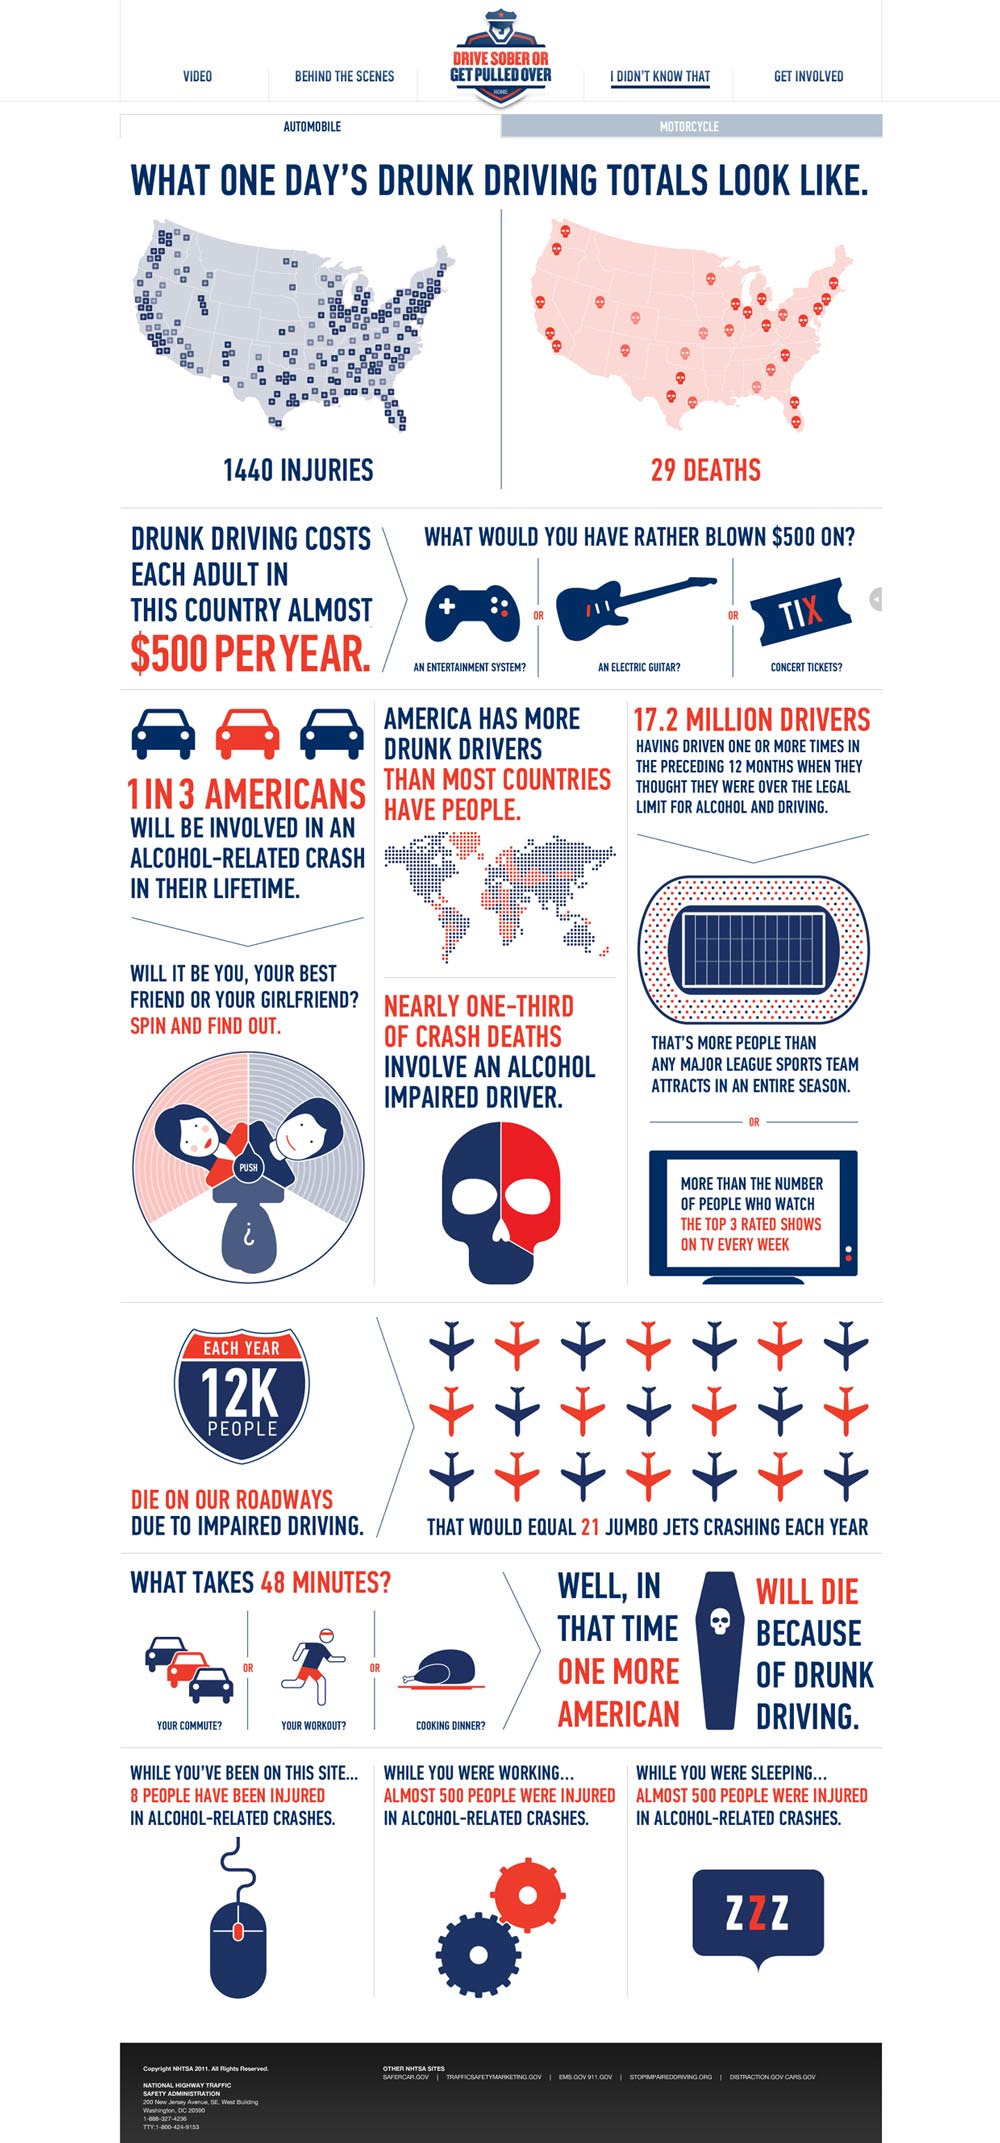 VIDEO
BEHIND THE SCENES
DRIVE SOBER OR
GET PULLED OVER
HOME
I DIDN'T KNOW THAT
GET INVOLVED
AUTOMOBILE
MOTORCYCLE
WHAT ONE DAY'S DRUNK DRIVING TOTALS LOOK LIKE.
1440 INJURIES
29 DEATHS
DRUNK DRIVING COSTS
EACH ADULT IN
THIS COUNTRY ALMOST
$500 PER YEAR.
WHAT WOULD YOU HAVE RATHER BLOWN $500 ON?
AN ENTERTAINMENT SYSTEM?
OR
AN ELECTRIC GUITAR?
OR
TIX
CONCERT TICKETS?
1 IN 3 AMERICANS
WILL BE INVOLVED IN AN
ALCOHOL-RELATED CRASH
IN THEIR LIFETIME.
WILL IT BE YOU, YOUR BEST
FRIEND OR YOUR GIRLFRIEND?
SPIN AND FIND OUT.
PUSH
?
AMERICA HAS MORE
DRUNK DRIVERS
THAN MOST COUNTRIES
HAVE PEOPLE.
NEARLY ONE-THIRD
OF CRASH DEATHS
INVOLVE AN ALCOHOL
IMPAIRED DRIVER.
17.2 MILLION DRIVERS
HAVING DRIVEN ONE OR MORE TIMES IN
THE PRECEDING 12 MONTHS WHEN THEY
THOUGHT THEY WERE OVER THE LEGAL
LIMIT FOR ALCOHOL AND DRIVING.
THAT'S MORE PEOPLE THAN
ANY MAJOR LEAGUE SPORTS TEAM
ATTRACTS IN AN ENTIRE SEASON.
OR
MORE THAN THE NUMBER
OF PEOPLE WHO WATCH
THE TOP 3 RATED SHOWS
ON TV EVERY WEEK
EACH YEAR
12K
PEOPLE
DIE ON OUR ROADWAYS
DUE TO IMPAIRED DRIVING.
THAT WOULD EQUAL 21 JUMBO JETS CRASHING EACH YEAR
WHAT TAKES 48 MINUTES?
YOUR COMMUTE?
OR
YOUR WORKOUT?
OR
COOKING DINNER?
WELL, IN
THAT TIME
ONE MORE
AMERICAN
WILL DIE
BECAUSE
OF DRUNK
DRIVING.
WHILE YOU'VE BEEN ON THIS SITE...
8 PEOPLE HAVE BEEN INJURED
IN ALCOHOL-RELATED CRASHES.
WHILE YOU WERE WORKING...
ALMOST 500 PEOPLE WERE INJURED
IN ALCOHOL-RELATED CRASHES.
WHILE YOU WERE SLEEPING...
ALMOST 500 PEOPLE WERE INJURED
IN ALCOHOL-RELATED CRASHES.
ZZZ
Copyright NHTSA 2011. All Rights Reserved.
NATIONAL HIGHWAY TRAFFIC
SAFETY ADMINISTRATION
200 New Jersey Avenue, SE, West Building
Washington, DC 20590
1-888-327-4236
TTY:1-800-424-9153
OTHER NHTSA SITES
SAFERCAR.GOV | TRAFFICSAFETYMARKETING.GOV | EMS.GOV 911.GOV | STOPIMPAIREDDRIVING.ORG | DISTRACTION.GOV CARS.GOV